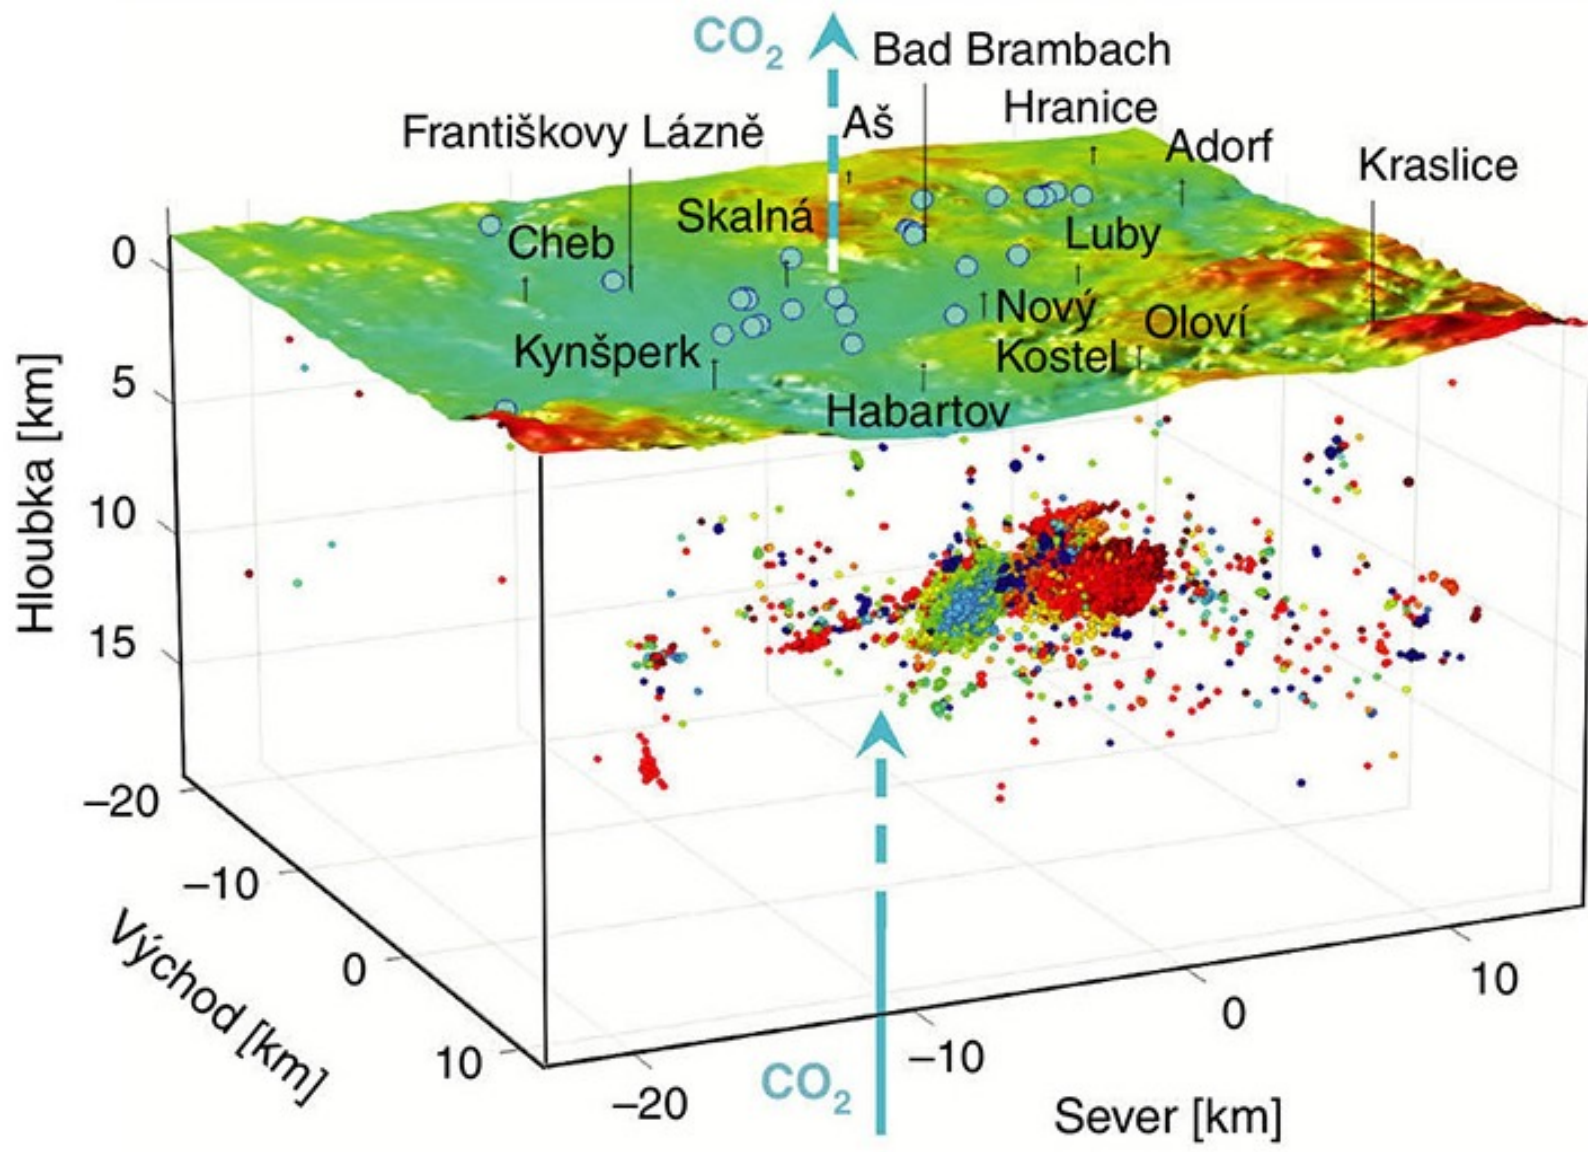 CO2
Bad Brambach
Aš
Hranice
Františkovy Lázně
Adorf
Kraslice
Skalná
Cheb
Luby
Nový
Kostel
Oloví
Kynšperk
Habartov
0
5
10
15
Hloubka [km]
–20
–10
0
10
Východ [km]
–20
–10
0
10
Sever [km]
CO2